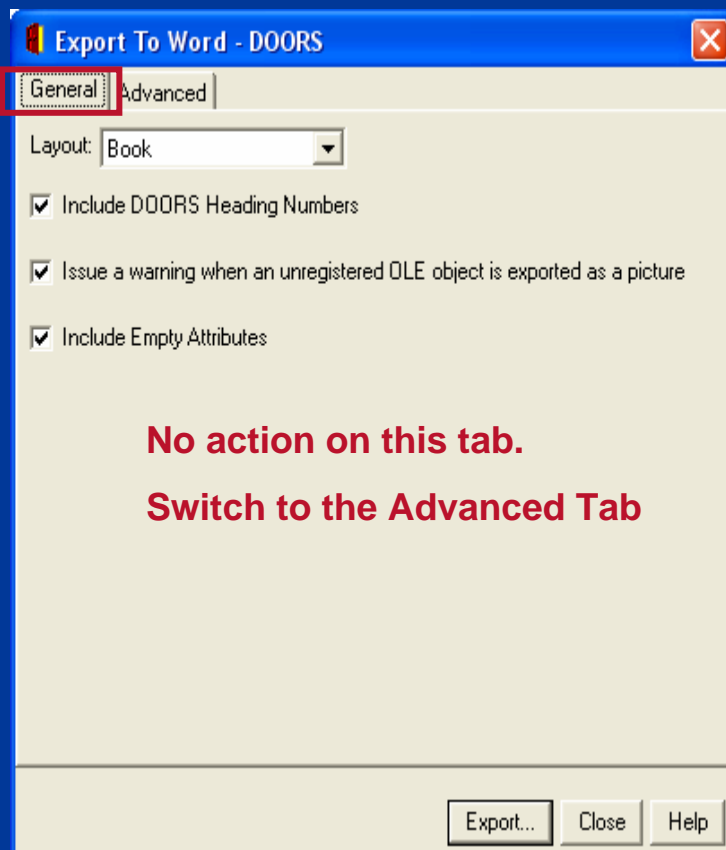 Export To Word - DOORS
General Advanced
Layout: Book
Include DOORS Heading Numbers
Issue a warning when an unregistered OLE object is exported as a picture
Include Empty Attributes
No action on this tab.
Switch to the Advanced Tab
Export... Close Help